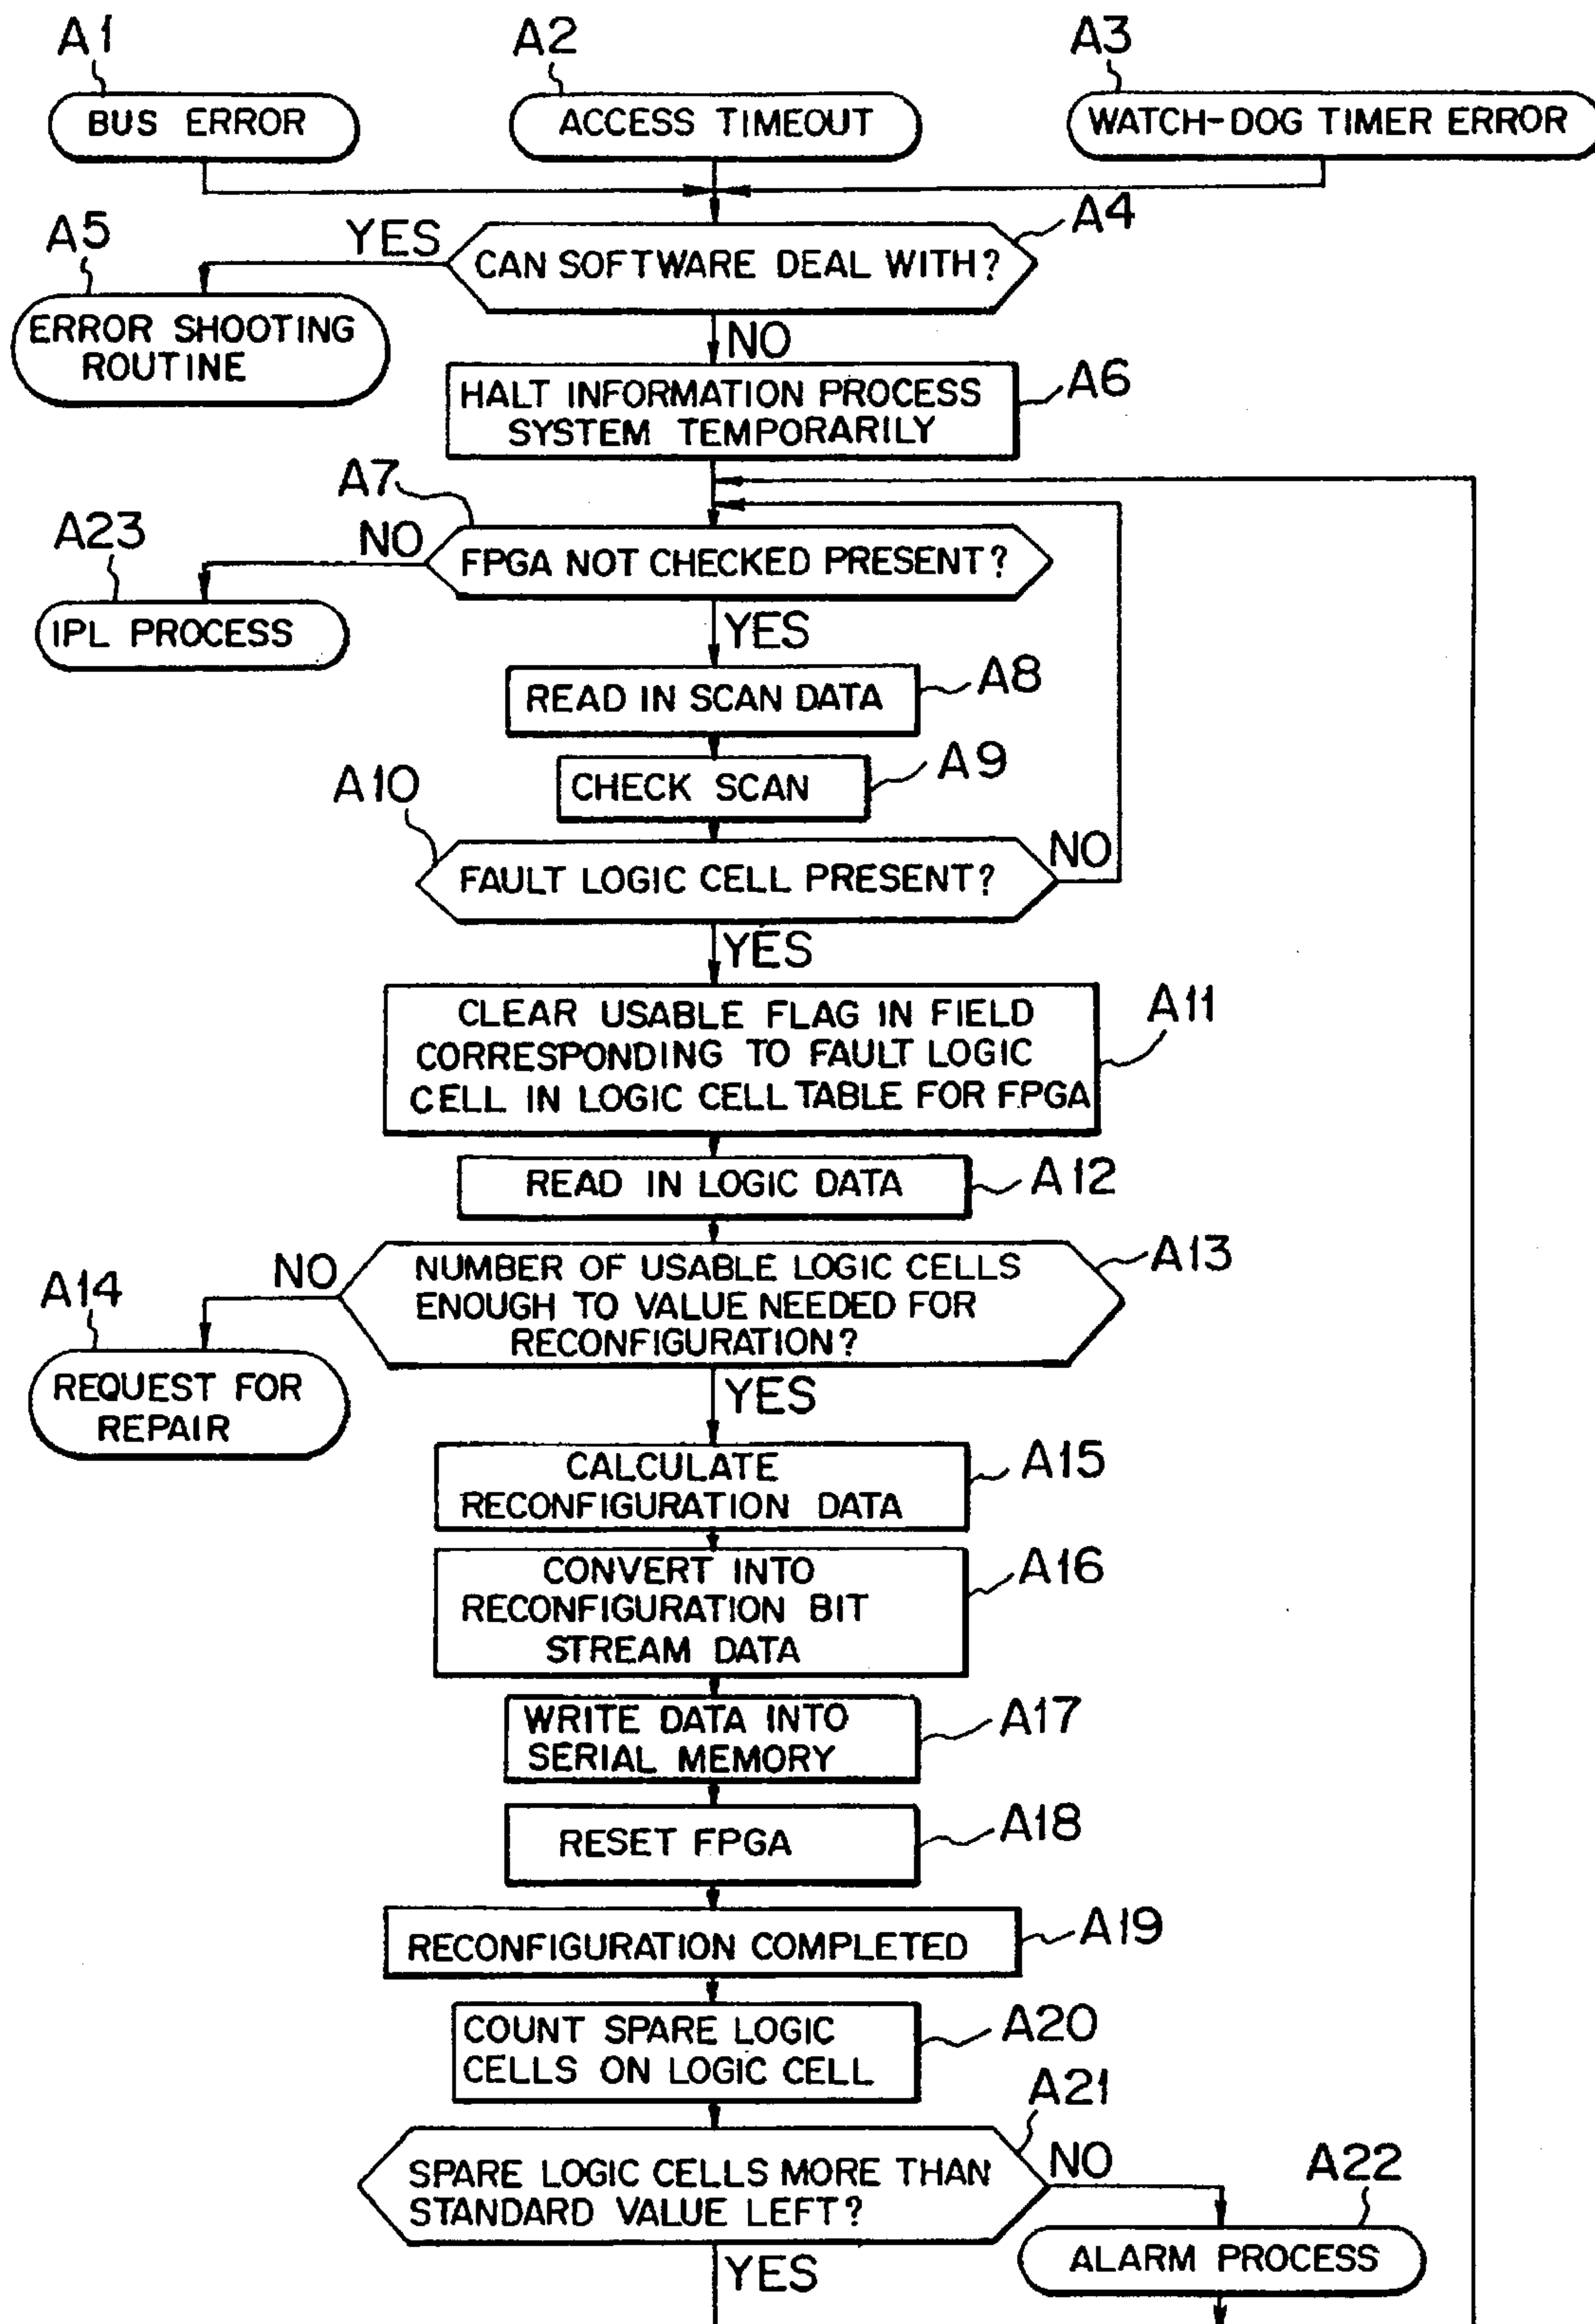 A1
A2
A3
BUS ERROR
ACCESS TIMEOUT
WATCH-DOG TIMER ERROR
A4
A5
YES
CAN SOFTWARE DEAL WITH?
ERROR SHOOTING
ROUTINE
NO
A6
HALT INFORMATION PROCESS
SYSTEM TEMPORARILY
A7
A23
NO
FPGA NOT CHECKED PRESENT?
IPL PROCESS
YES
A8
READ IN SCAN DATA
A9
CHECK SCAN
A10
NO
FAULT LOGIC CELL PRESENT?
YES
A11
CLEAR USABLE FLAG IN FIELD
CORRESPONDING TO FAULT LOGIC
CELL IN LOGIC CELL TABLE FOR FPGA
A12
READ IN LOGIC DATA
A13
NO
NUMBER OF USABLE LOGIC CELLS
ENOUGH TO VALUE NEEDED FOR
RECONFIGURATION?
A14
REQUEST FOR
REPAIR
YES
A15
CALCULATE
RECONFIGURATION DATA
A16
CONVERT INTO
RECONFIGURATION BIT
STREAM DATA
A17
WRITE DATA INTO
SERIAL MEMORY
A18
RESET FPGA
A19
RECONFIGURATION COMPLETED
A20
COUNT SPARE LOGIC
CELLS ON LOGIC CELL
A21
NO
A22
SPARE LOGIC CELLS MORE THAN
STANDARD VALUE LEFT?
YES
ALARM PROCESS